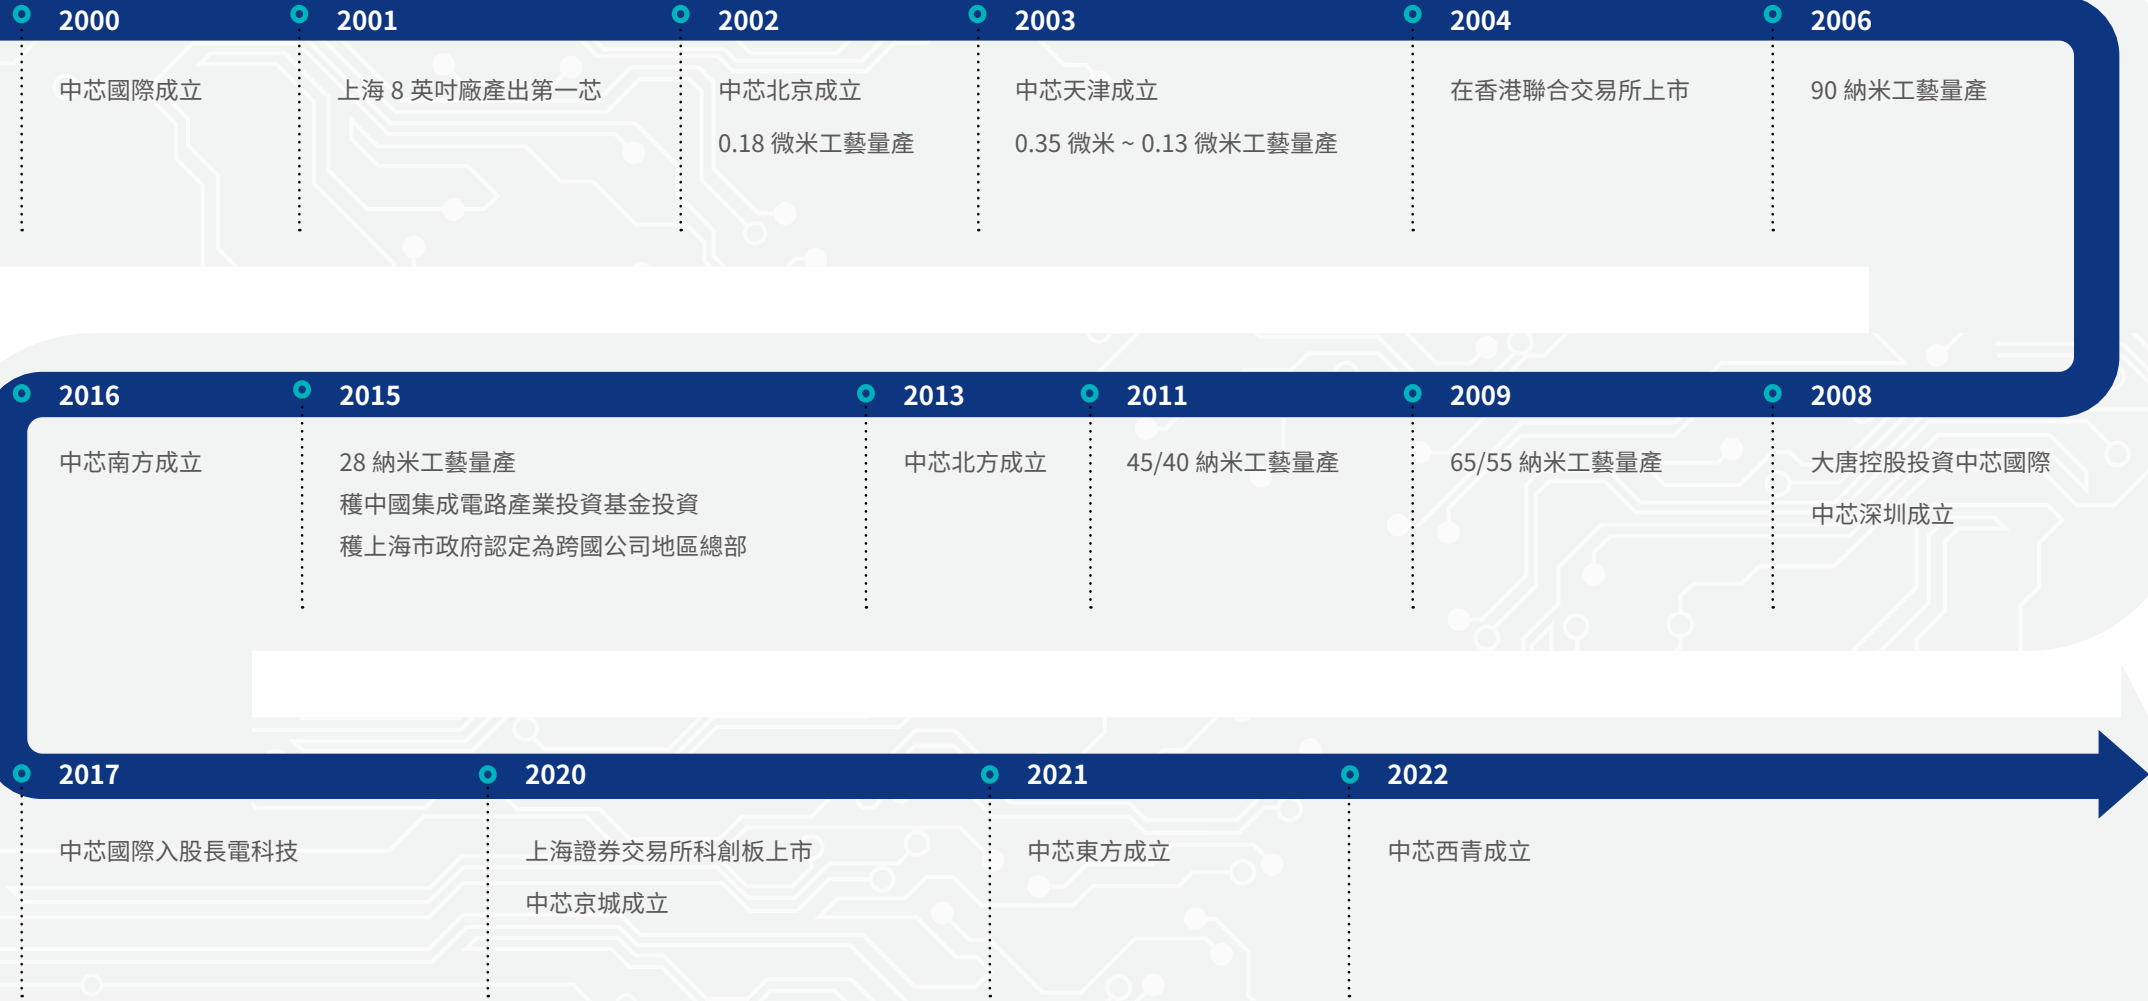 2000
中芯國際成立
2001
上海 8 英吋廠產出第一芯
2002
中芯北京成立
0.18 微米工藝量產
2003
中芯天津成立
0.35 微米 ~ 0.13 微米工藝量產
2004
在香港聯合交易所上市
2006
90 納米工藝量產
2016
中芯南方成立
2015
28 納米工藝量產
穫中國集成電路產業投資基金投資
穫上海市政府認定為跨國公司地區總部
2013
中芯北方成立
2011
45/40 納米工藝量產
2009
65/55 納米工藝量產
2008
大唐控股投資中芯國際
中芯深圳成立
2017
中芯國際入股長電科技
2020
上海證券交易所科創板上市
中芯京城成立
2021
中芯東方成立
2022
中芯西青成立